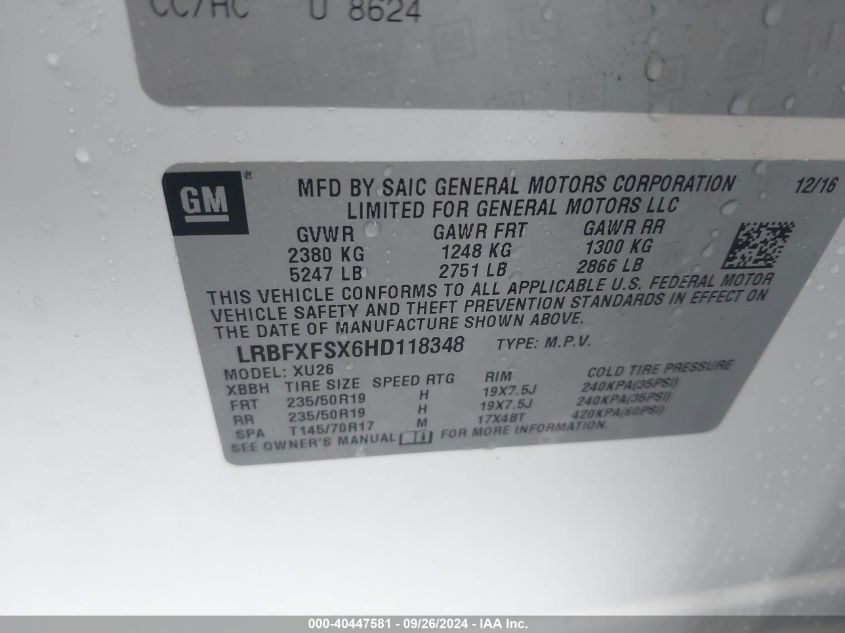 CC/HC U 8624
GM ®
MFD BY SAIC GENERAL MOTORS CORPORATION 12/16
LIMITED FOR GENERAL MOTORS LLC
GVWR GAWR FRT GAWR RR
2380 KG 1248 KG 1300 KG
5247 LB 2751 LB 2866 LB
THIS VEHICLE CONFORMS TO ALL APPLICABLE U.S. FEDERAL MOTOR
VEHICLE SAFETY AND THEFT PREVENTION STANDARDS IN EFFECT ON
THE DATE OF MANUFACTURE SHOWN ABOVE.
LRBFXFSX6HD118348 TYPE: M.P.V.
MODEL: XU26
XBBH TIRE SIZE SPEED RTG RIM COLD TIRE PRESSURE
FRT 235/50R19 H 19X7.5J 240KPA(35PSI)
RR 235/50R19 H 19X7.5J 240KPA(35PSI)
SPA T145/70R17 M 17X4BT 420KPA(60PSI)
SEE OWNER'S MANUAL FOR MORE INFORMATION.
000-40447581 - 09/26/2024 - IAA Inc.